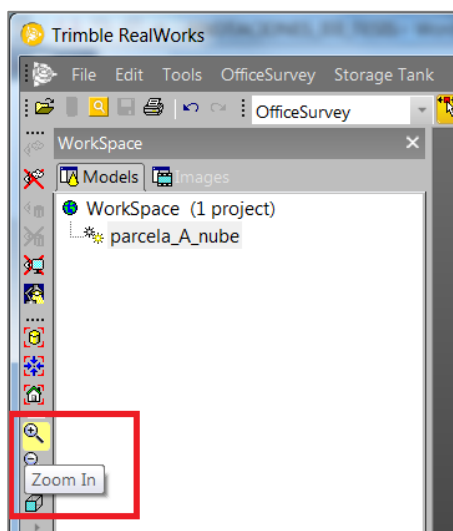 Trimble RealWorks
File Edit Tools OfficeSurvey Storage Tank
OfficeSurvey
WorkSpace
Models Images
WorkSpace (1 project)
parcela_A_nube
Zoom In